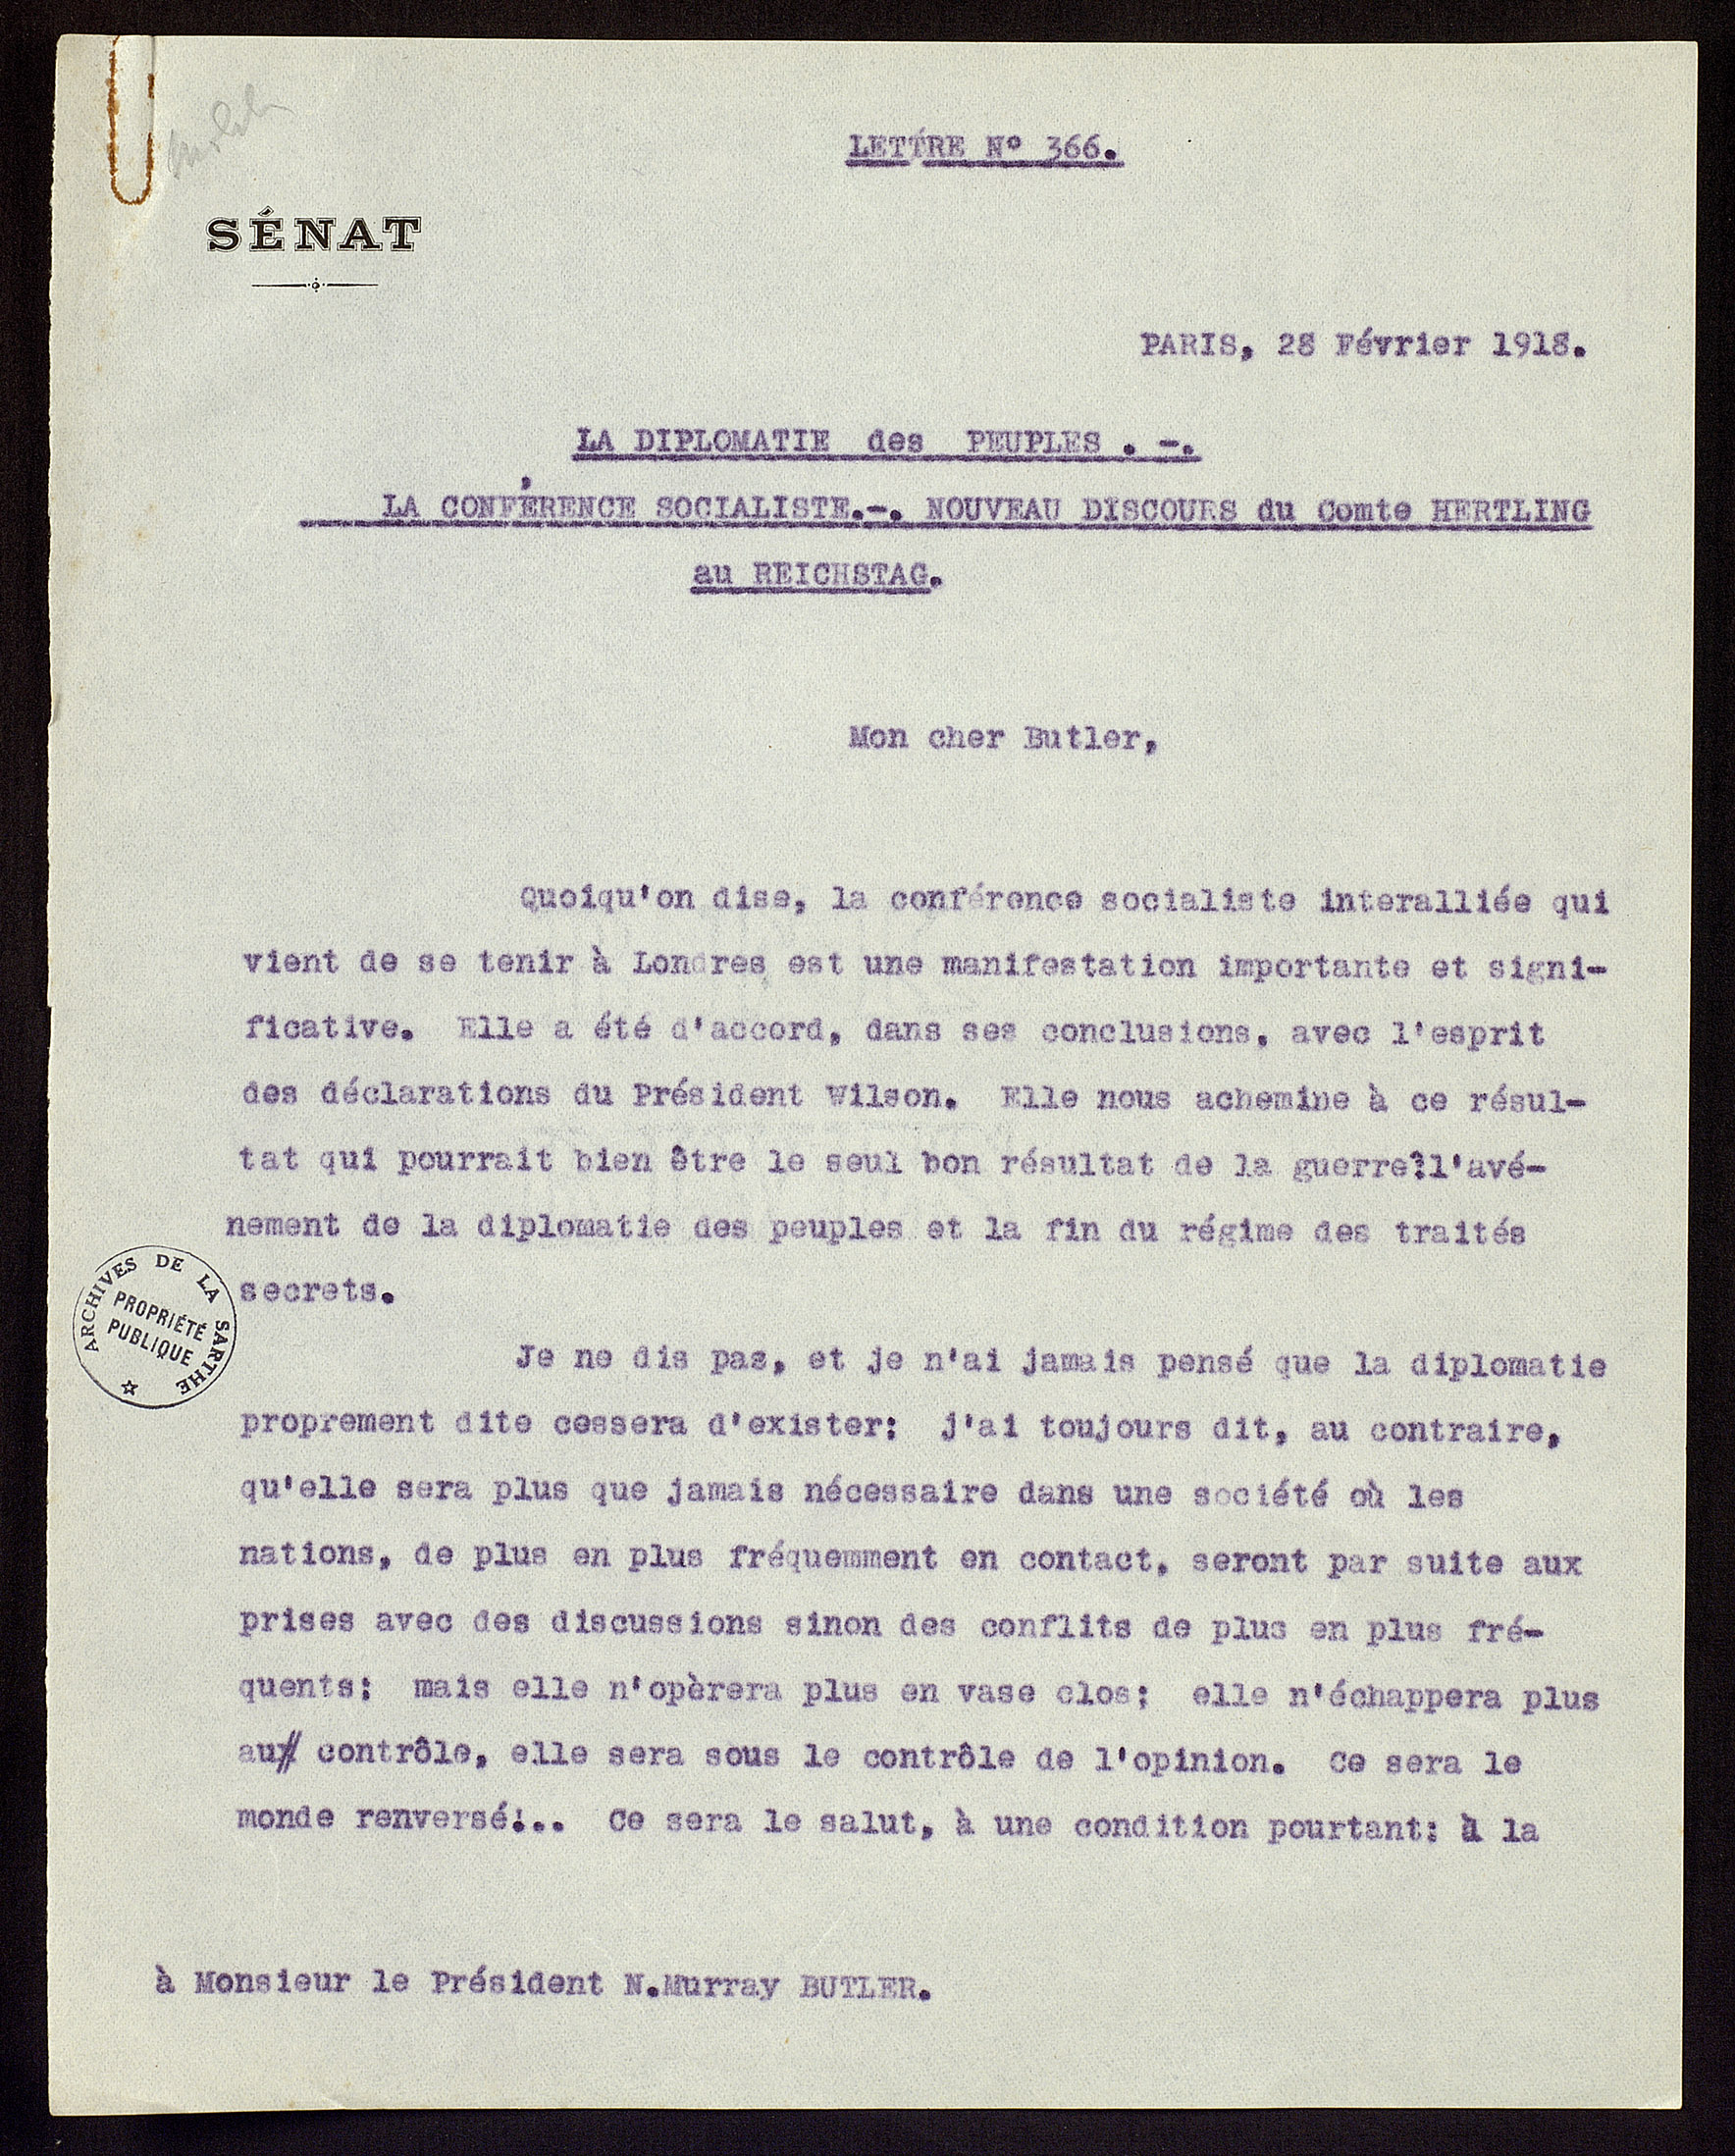 LETTRE N° 366.
SÉNAT
PARIS, 28 Février 1918.
LA DIPLOMATIE des PEUPLES . -.
LA CONFÉRENCE SOCIALISTE.-. NOUVEAU DISCOURS du Comte HERTLING
au REICHSTAG.
Mon cher Butler,
Quoiqu'on dise, la conférence socialiste interalliée qui
vient de se tenir à Londres est une manifestation importante et signi-
ficative. Elle a été d'accord, dans ses conclusions, avec l'esprit
des déclarations du Président Wilson. Elle nous achemine à ce résul-
tat qui pourrait bien être le seul bon résultat de la guerre:l'avé-
nement de la diplomatie des peuples et la fin du régime des traités
secrets.
ARCHIVES DE LA SARTHE
PROPRIÉTÉ
PUBLIQUE
Je ne dis pas, et je n'ai jamais pensé que la diplomatie
proprement dite cessera d'exister: j'ai toujours dit, au contraire,
qu'elle sera plus que jamais nécessaire dans une société où les
nations, de plus en plus fréquemment en contact, seront par suite aux
prises avec des discussions sinon des conflits de plus en plus fré-
quents; mais elle n'opèrera plus en vase clos; elle n'échappera plus
au contrôle, elle sera sous le contrôle de l'opinion. Ce sera le
monde renversé!.. Ce sera le salut, à une condition pourtant: à la
à Monsieur le Président N.Murray BUTLER.